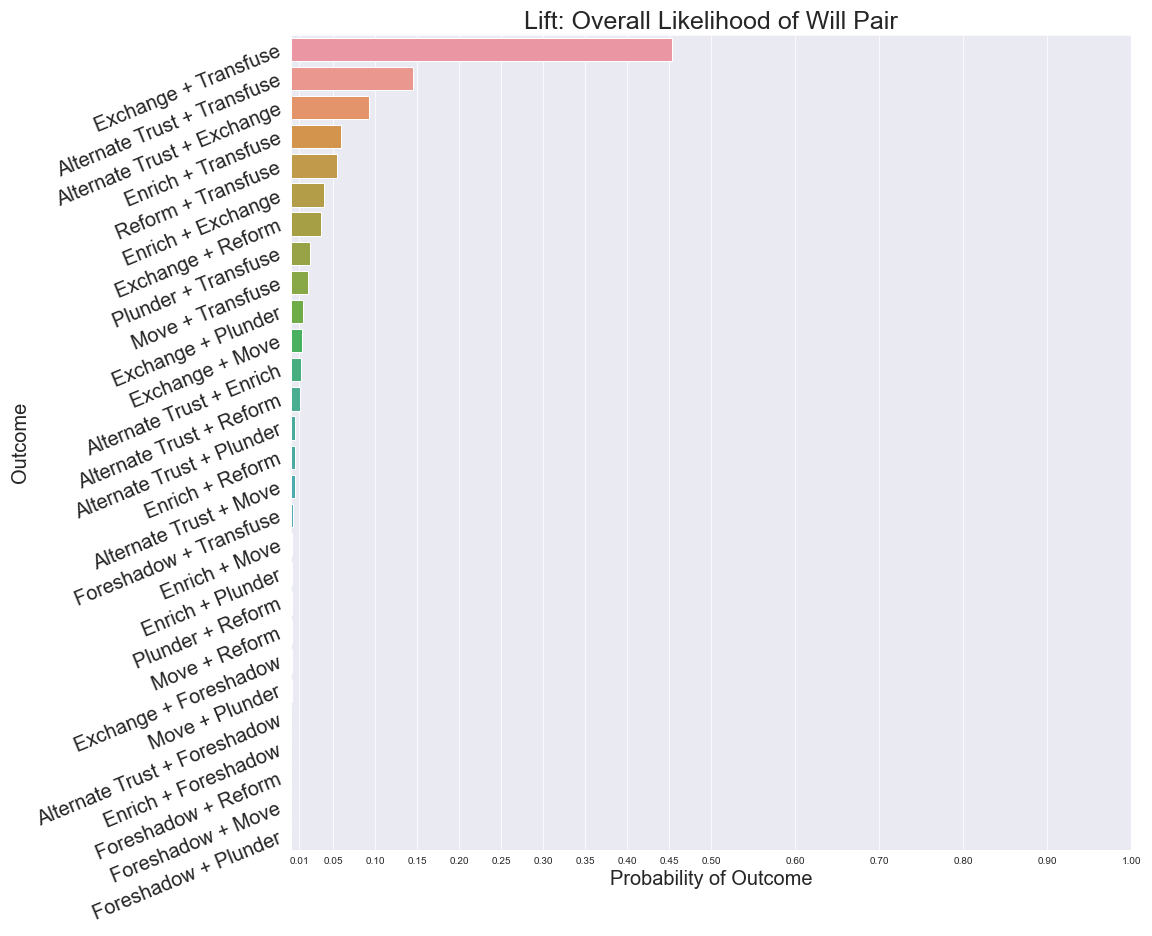 Lift: Overall Likelihood of Will Pair
Exchange + Transfuse
Alternate Trust + Transfuse
Alternate Trust + Exchange
Enrich + Transfuse
Reform + Transfuse
Enrich + Exchange
Exchange + Reform
Plunder + Transfuse
Move + Transfuse
Exchange + Plunder
Exchange + Move
Alternate Trust + Enrich
Alternate Trust + Reform
Alternate Trust + Plunder
Enrich + Reform
Alternate Trust + Move
Foreshadow + Transfuse
Enrich + Move
Enrich + Plunder
Plunder + Reform
Move + Reform
Exchange + Foreshadow
Move + Plunder
Alternate Trust + Foreshadow
Enrich + Foreshadow
Foreshadow + Reform
Foreshadow + Move
Foreshadow + Plunder
Outcome
0.01 0.05 0.10 0.15 0.20 0.25 0.30 0.35 0.40 0.45 0.50 0.60 0.70 0.80 0.90 1.00
Probability of Outcome